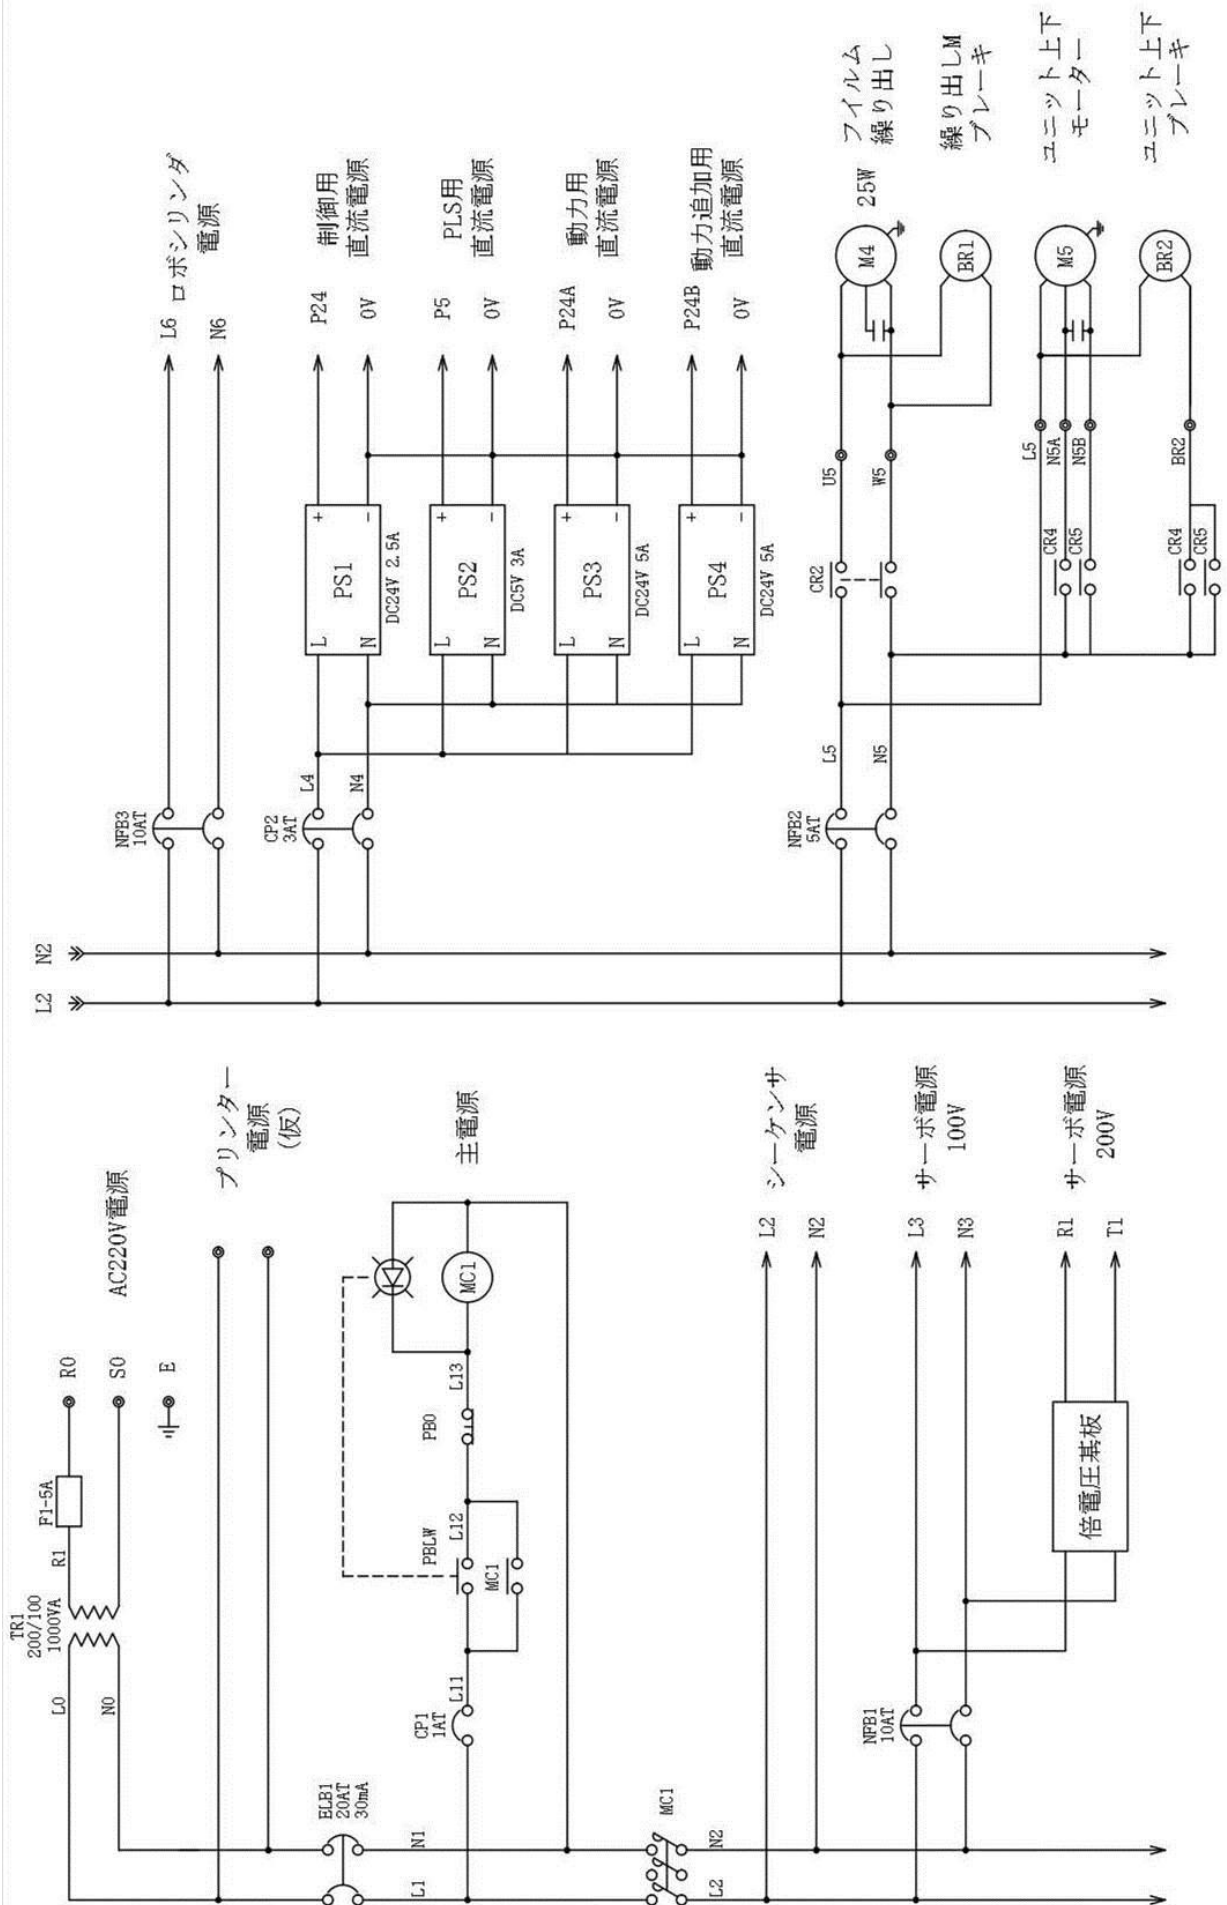 TR1
200/100
1000VA
R1
F1-5A
R0
AC220V電源
S0
E
L0
N0
プリンター
電源
(仮)
ELB1
20AT
30mA
L1
N1
CP1
1AT
L11
PBLW
L12
MC1
PB0
L13
MC1
主電源
MC1
L2
N2
L2
シーケンサ
電源
N2
NFB1
10AT
L3
サーボ電源
100V
N3
倍電圧基板
R1
サーボ電源
200V
T1
L2
N2
NFB3
10AT
L6
ロボシリンダ
電源
N6
CP2
3AT
L4
N4
L
+
N
-
PS1
DC24V 2.5A
P24
制御用
直流電源
0V
L
+
N
-
PS2
DC5V 3A
P5
PLS用
直流電源
0V
L
+
N
-
PS3
DC24V 5A
P24A
動力用
直流電源
0V
L
+
N
-
PS4
DC24V 5A
P24B
動力追加用
直流電源
0V
NFB2
5AT
L5
N5
CR2
U5
W5
M4
25W
フイルム
繰り出し
BR1
繰り出しM
ブレーキ
L5
CR4
N5A
CR5
N5B
M5
ユニット上下
モーター
CR4
CR5
BR2
BR2
ユニット上下
ブレーキ